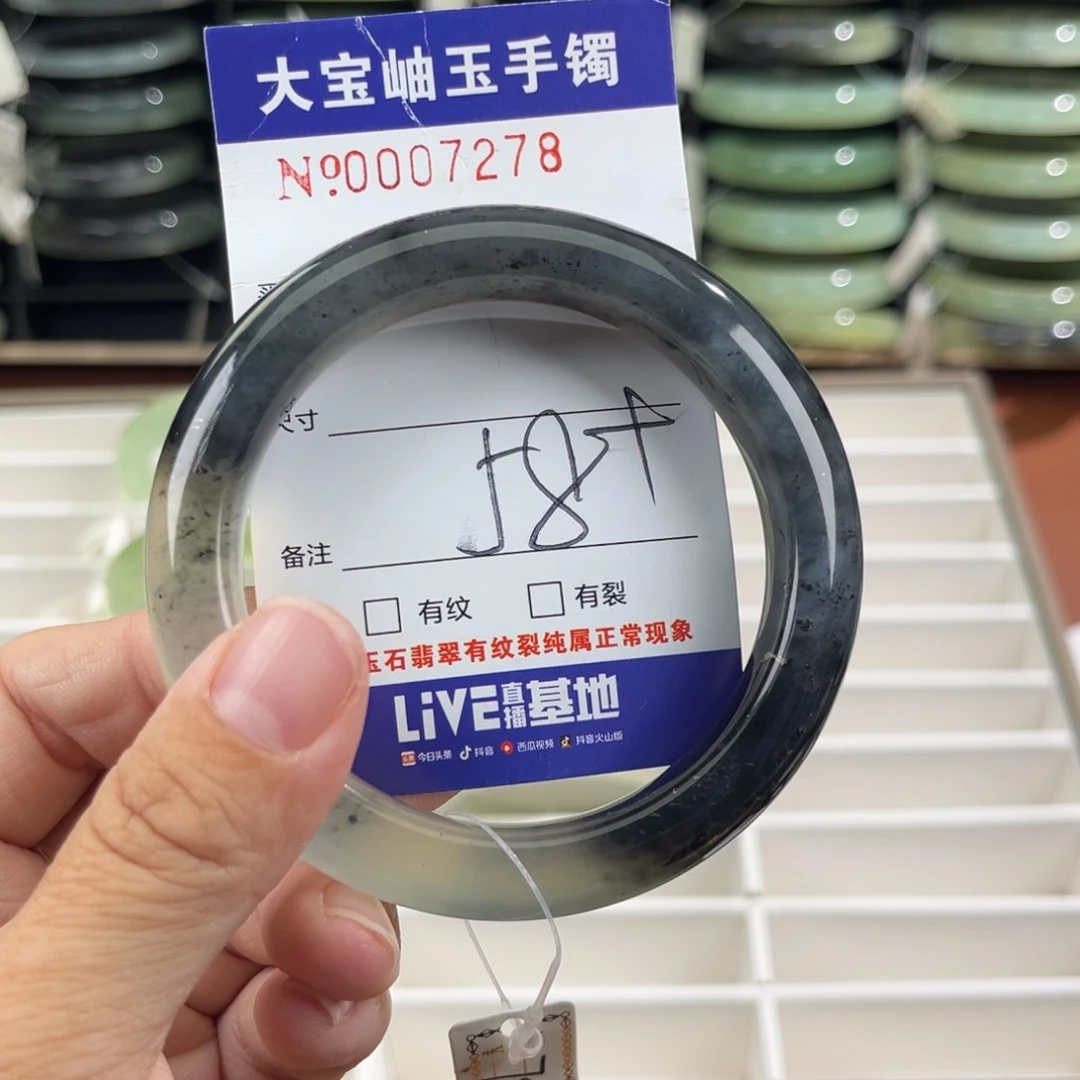 大宝岫玉手镯
№0007278
尺寸
58
备注
□ 有纹 □ 有裂
玉石翡翠有纹裂纯属正常现象
LiVE直播基地
今日头条 抖音 西瓜视频 抖音火山版